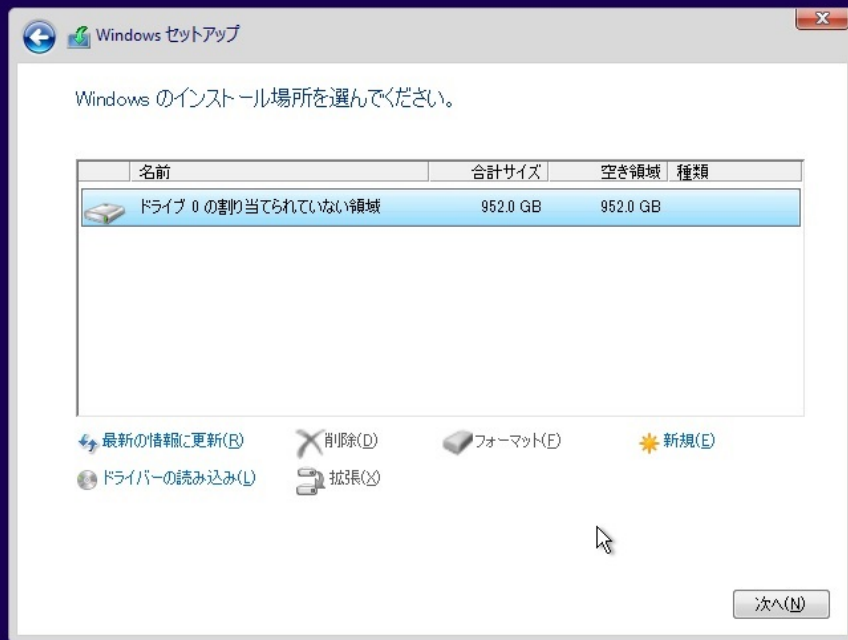 Windows セットアップ
Windows のインストール場所を選んでください。
名前 合計サイズ 空き領域 種類
ドライブ 0 の割り当てられていない領域 952.0 GB 952.0 GB
最新の情報に更新(R) 削除(D) フォーマット(F) 新規(E)
ドライバーの読み込み(L) 拡張(X)
次へ(N)